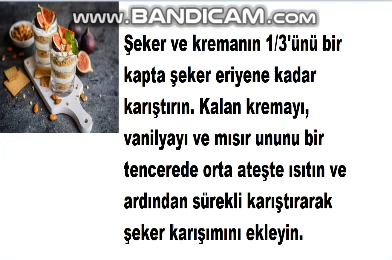 www.BANDICAM.com
Şeker ve kremanın 1/3'ünü bir
kapta şeker eriyene kadar
karıştırın. Kalan kremayı,
vanilyayı ve mısır ununu bir
tencerede orta ateşte ısıtın ve
ardından sürekli karıştırarak
şeker karışımını ekleyin.